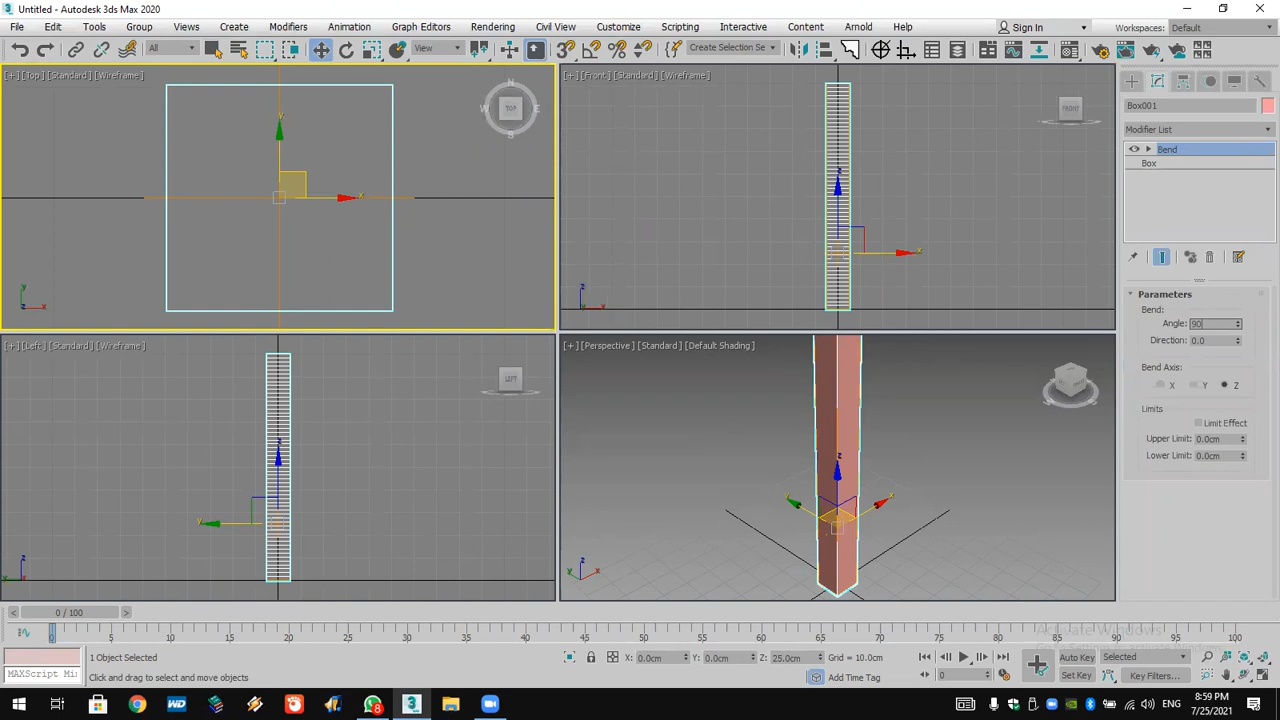 Untitled - Autodesk 3ds Max 2020
File Edit Tools Group Views Create Modifiers Animation Graph Editors Rendering Civil View Customize Scripting Interactive Content Arnold Help Sign In Workspaces: Default
All View Create Selection Se
[+] [Top] [Standard] [Wireframe]
[+] [Front] [Standard] [Wireframe]
N
W TOP E
S
FRONT
y
x
z
x
y
z x
z
y x
Box001
Modifier List
Bend
Box
Parameters
Bend:
Angle: 90
Direction: 0.0
Bend Axis:
X Y Z
Limits
Limit Effect
Upper Limit: 0.0cm
Lower Limit: 0.0cm
[+] [Left] [Standard] [Wireframe]
[+] [Perspective] [Standard] [Default Shading]
LEFT
z
y
z
y x
z
y x
z
y x
< 0 / 100 >
0 5 10 15 20 25 30 35 40 45 50 55 60 65 70 75 80 85 90 95 100
Activate Windows
1 Object Selected
X: 0.0cm Y: 0.0cm Z: 25.0cm Grid = 10.0cm
Auto Key Selected
MAXScript Mi
Click and drag to select and move objects
Add Time Tag
0
Set Key Key Filters...
8
3
ENG
8:59 PM
7/25/2021